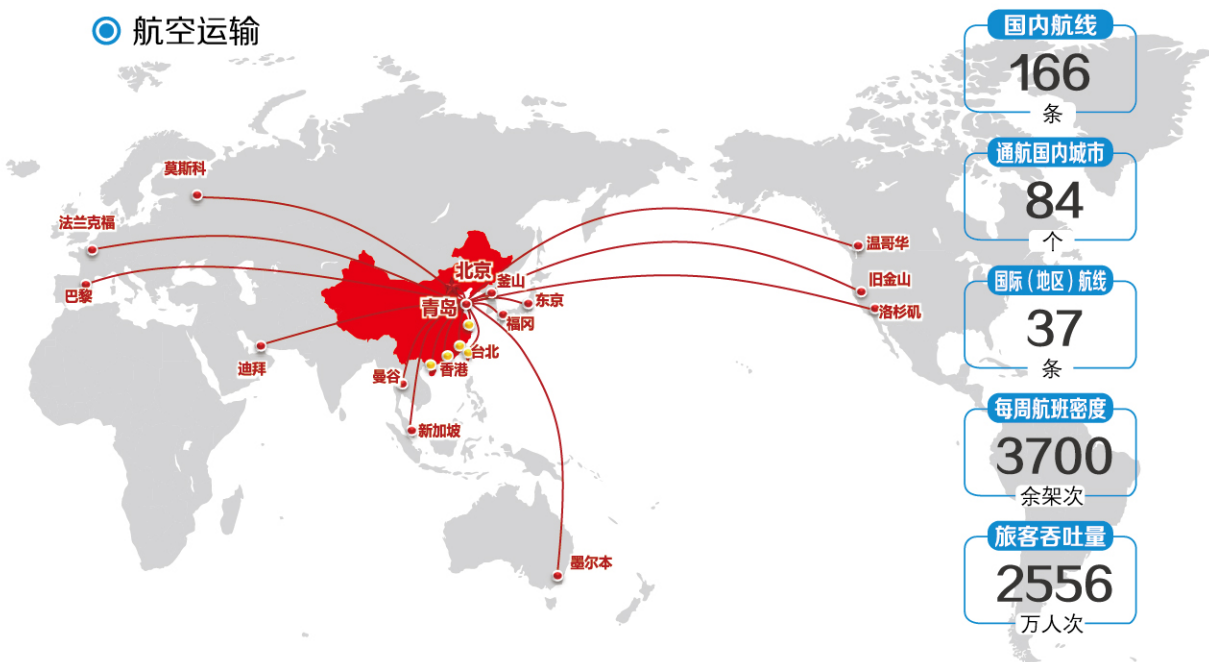 航空运输
国内航线
166
条
通航国内城市
84
个
国际（地区）航线
37
条
每周航班密度
3700
余架次
旅客吞吐量
2556
万人次
莫斯科
法兰克福
巴黎
迪拜
北京
青岛
釜山
东京
福冈
台北
香港
曼谷
新加坡
墨尔本
温哥华
旧金山
洛杉矶